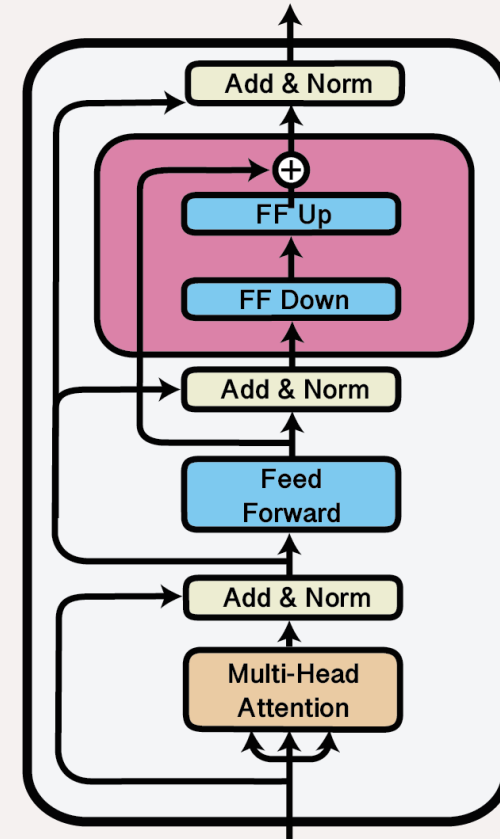 Add & Norm
FF Up
FF Down
Add & Norm
Feed
Forward
Add & Norm
Multi-Head
Attention